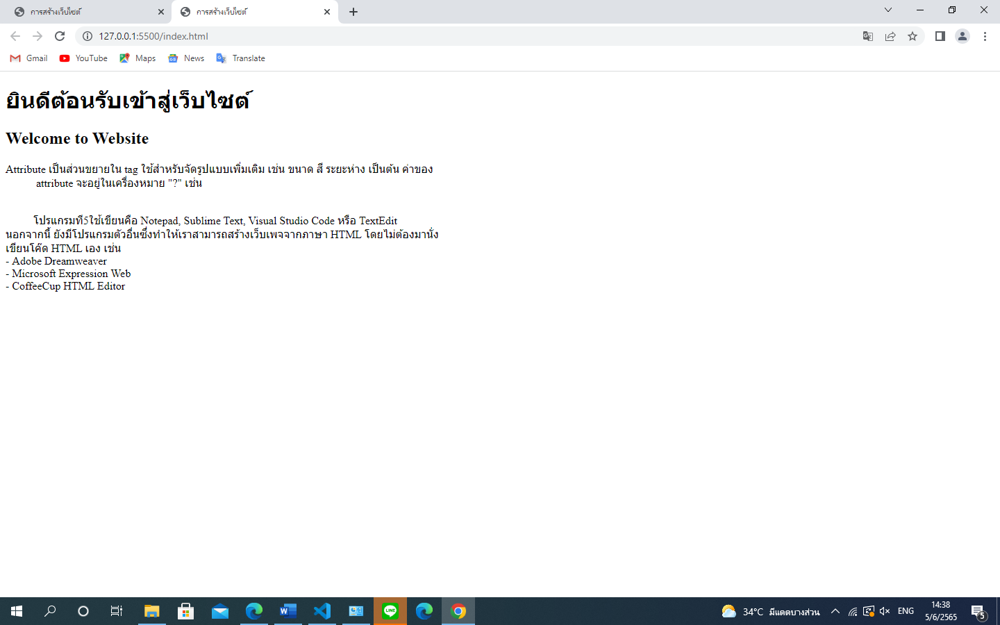 การสร้างเว็บไซต์
การสร้างเว็บไซต์
127.0.0.1:5500/index.html
Gmail
YouTube
Maps
News
Translate
ยินดีต้อนรับเข้าสู่เว็บไซต์
Welcome to Website
Attribute เป็นส่วนขยายใน tag ใช้สำหรับจัดรูปแบบเพิ่มเติม เช่น ขนาด สี ระยะห่าง เป็นต้น ค่าของ
attribute จะอยู่ในเครื่องหมาย "?" เช่น
โปรแกรมที5ใช้เขียนคือ Notepad, Sublime Text, Visual Studio Code หรือ TextEdit
นอกจากนี้ ยังมีโปรแกรมตัวอื่นซึ่งทำให้เราสามารถสร้างเว็บเพจจากภาษา HTML โดยไม่ต้องมานั่ง
เขียนโค๊ด HTML เอง เช่น
- Adobe Dreamweaver
- Microsoft Expression Web
- CoffeeCup HTML Editor
34°C มีแดดบางส่วน
ENG
14:38
5/6/2565
5